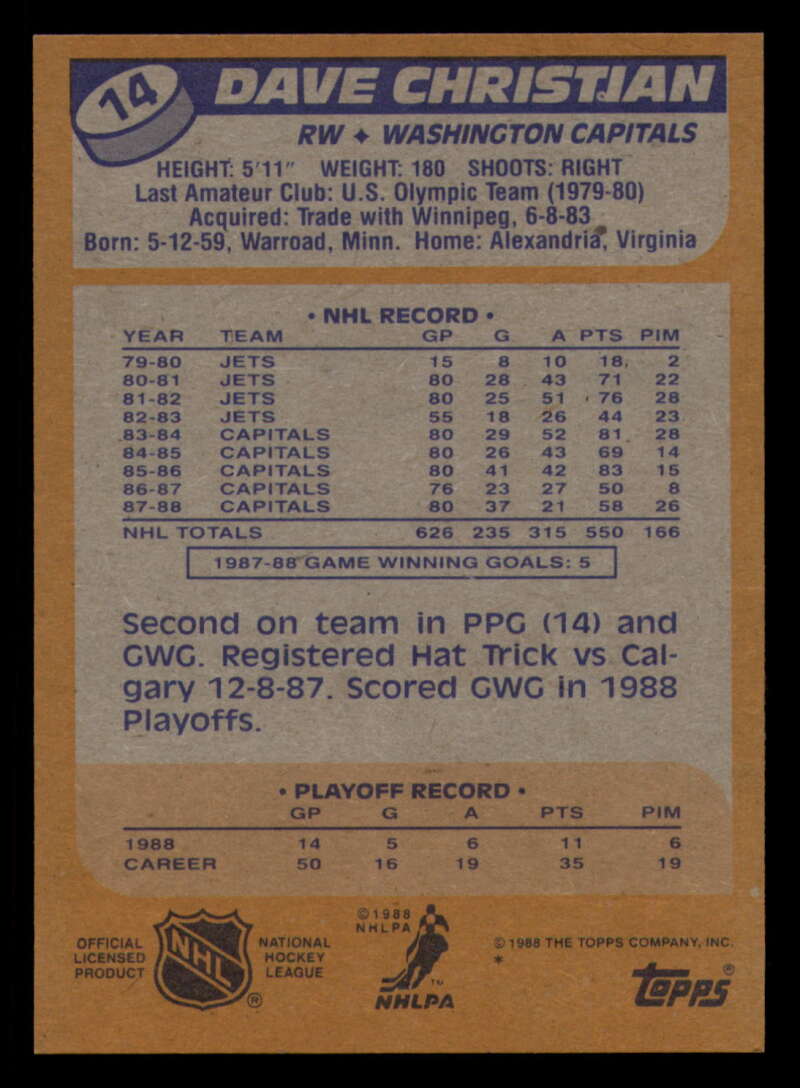 14
DAVE CHRISTIAN
RW ✦ WASHINGTON CAPITALS
HEIGHT: 5'11" WEIGHT: 180 SHOOTS: RIGHT
Last Amateur Club: U.S. Olympic Team (1979-80)
Acquired: Trade with Winnipeg, 6-8-83
Born: 5-12-59, Warroad, Minn. Home: Alexandria, Virginia
• NHL RECORD •
YEAR TEAM GP G A PTS PIM
79-80 JETS 15 8 10 18 2
80-81 JETS 80 28 43 71 22
81-82 JETS 80 25 51 76 28
82-83 JETS 55 18 26 44 23
83-84 CAPITALS 80 29 52 81 28
84-85 CAPITALS 80 26 43 69 14
85-86 CAPITALS 80 41 42 83 15
86-87 CAPITALS 76 23 27 50 8
87-88 CAPITALS 80 37 21 58 26
NHL TOTALS 626 235 315 550 166
1987-88 GAME WINNING GOALS: 5
Second on team in PPG (14) and
GWG. Registered Hat Trick vs Cal-
gary 12-8-87. Scored GWG in 1988
Playoffs.
• PLAYOFF RECORD •
GP G A PTS PIM
1988 14 5 6 11 6
CAREER 50 16 19 35 19
OFFICIAL
LICENSED
PRODUCT
NHL
®
NATIONAL
HOCKEY
LEAGUE
©1988
NHLPA
TM
NHLPA
© 1988 THE TOPPS COMPANY, INC.
*
topps®